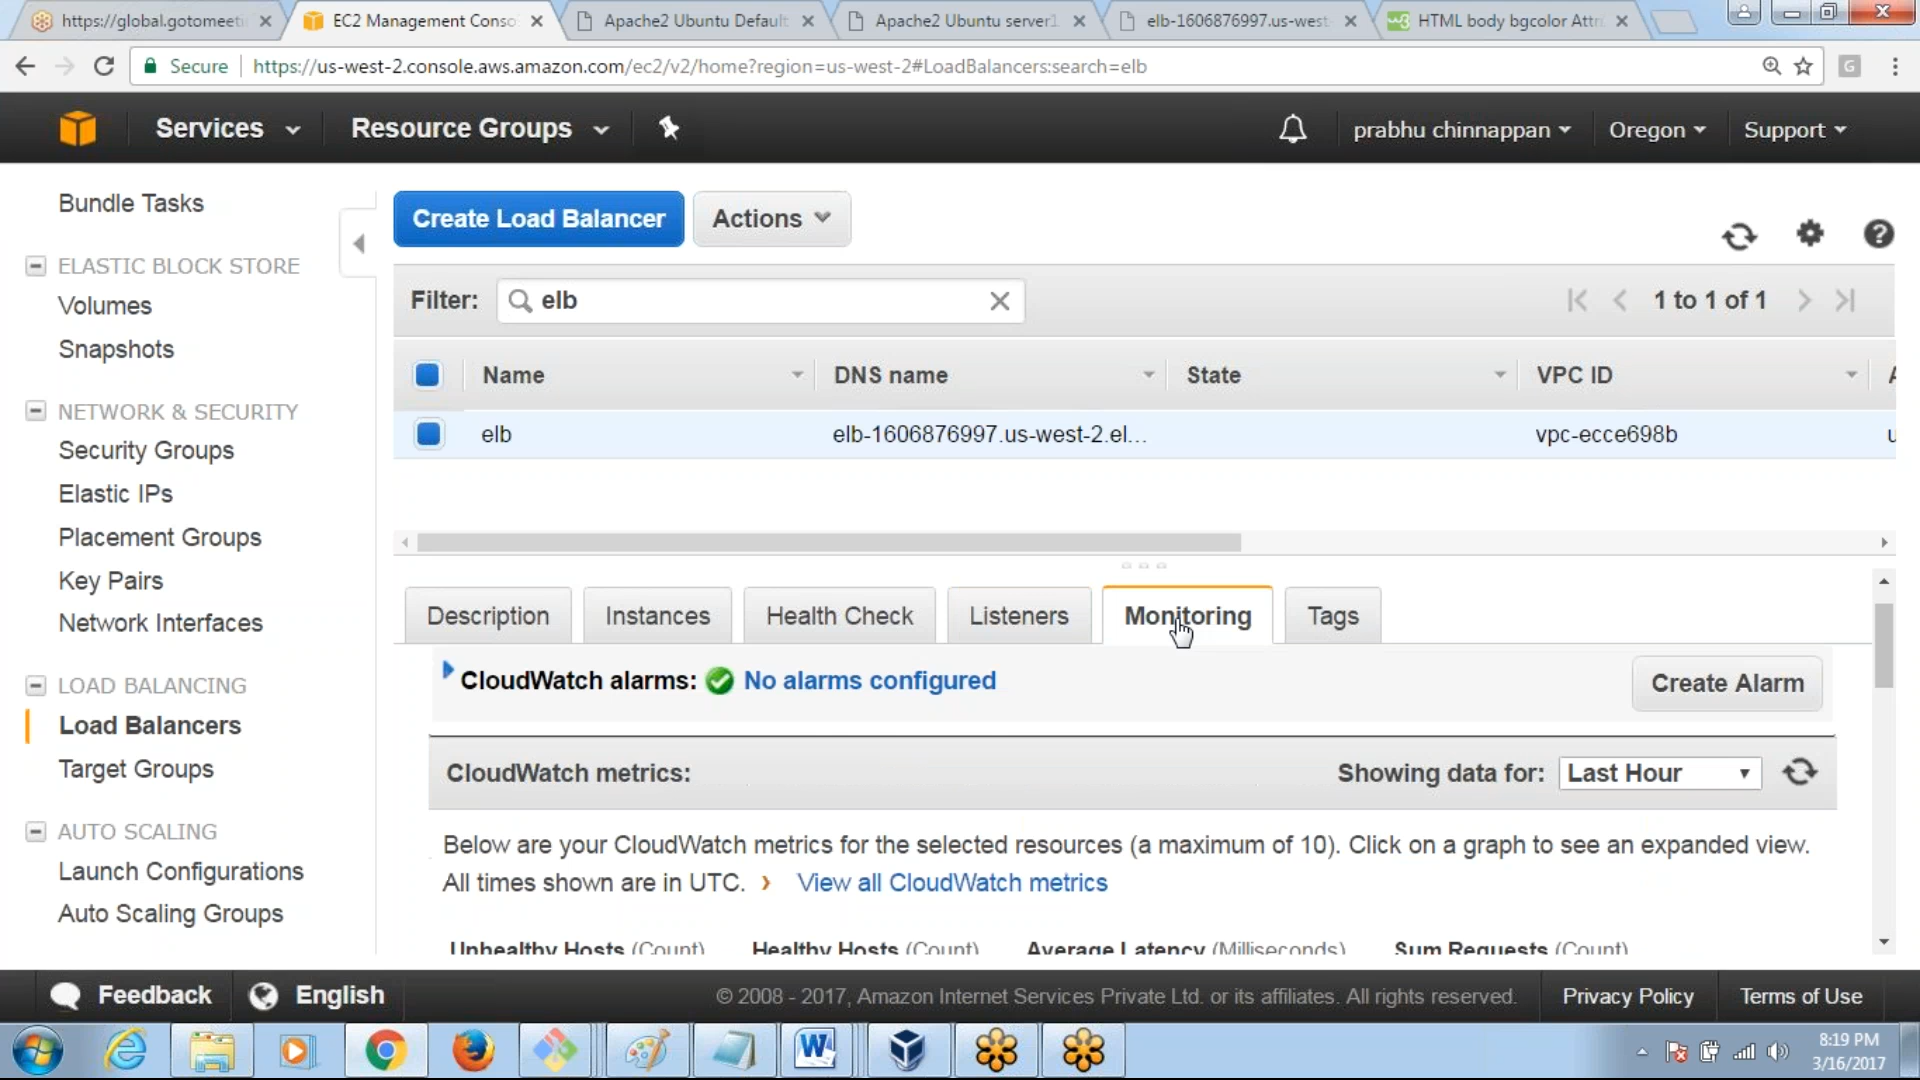 https://global.gotomeeti
EC2 Management Conso
Apache2 Ubuntu Default
Apache2 Ubuntu server1
elb-1606876997.us-west
HTML body bgcolor Attr
Secure
https://us-west-2.console.aws.amazon.com/ec2/v2/home?region=us-west-2#LoadBalancers:search=elb
Services
Resource Groups
prabhu chinnappan
Oregon
Support
Bundle Tasks
ELASTIC BLOCK STORE
Volumes
Snapshots
NETWORK & SECURITY
Security Groups
Elastic IPs
Placement Groups
Key Pairs
Network Interfaces
LOAD BALANCING
Load Balancers
Target Groups
AUTO SCALING
Launch Configurations
Auto Scaling Groups
Create Load Balancer
Actions
Filter: elb
1 to 1 of 1
Name DNS name State VPC ID A
elb elb-1606876997.us-west-2.el... vpc-ecce698b u
Description Instances Health Check Listeners Monitoring Tags
CloudWatch alarms: No alarms configured
Create Alarm
CloudWatch metrics:
Showing data for: Last Hour
Below are your CloudWatch metrics for the selected resources (a maximum of 10). Click on a graph to see an expanded view.
All times shown are in UTC. › View all CloudWatch metrics
Unhealthy Hosts (Count) Healthy Hosts (Count) Average Latency (Milliseconds) Sum Requests (Count)
Feedback
English
© 2008 - 2017, Amazon Internet Services Private Ltd. or its affiliates. All rights reserved.
Privacy Policy
Terms of Use
8:19 PM
3/16/2017